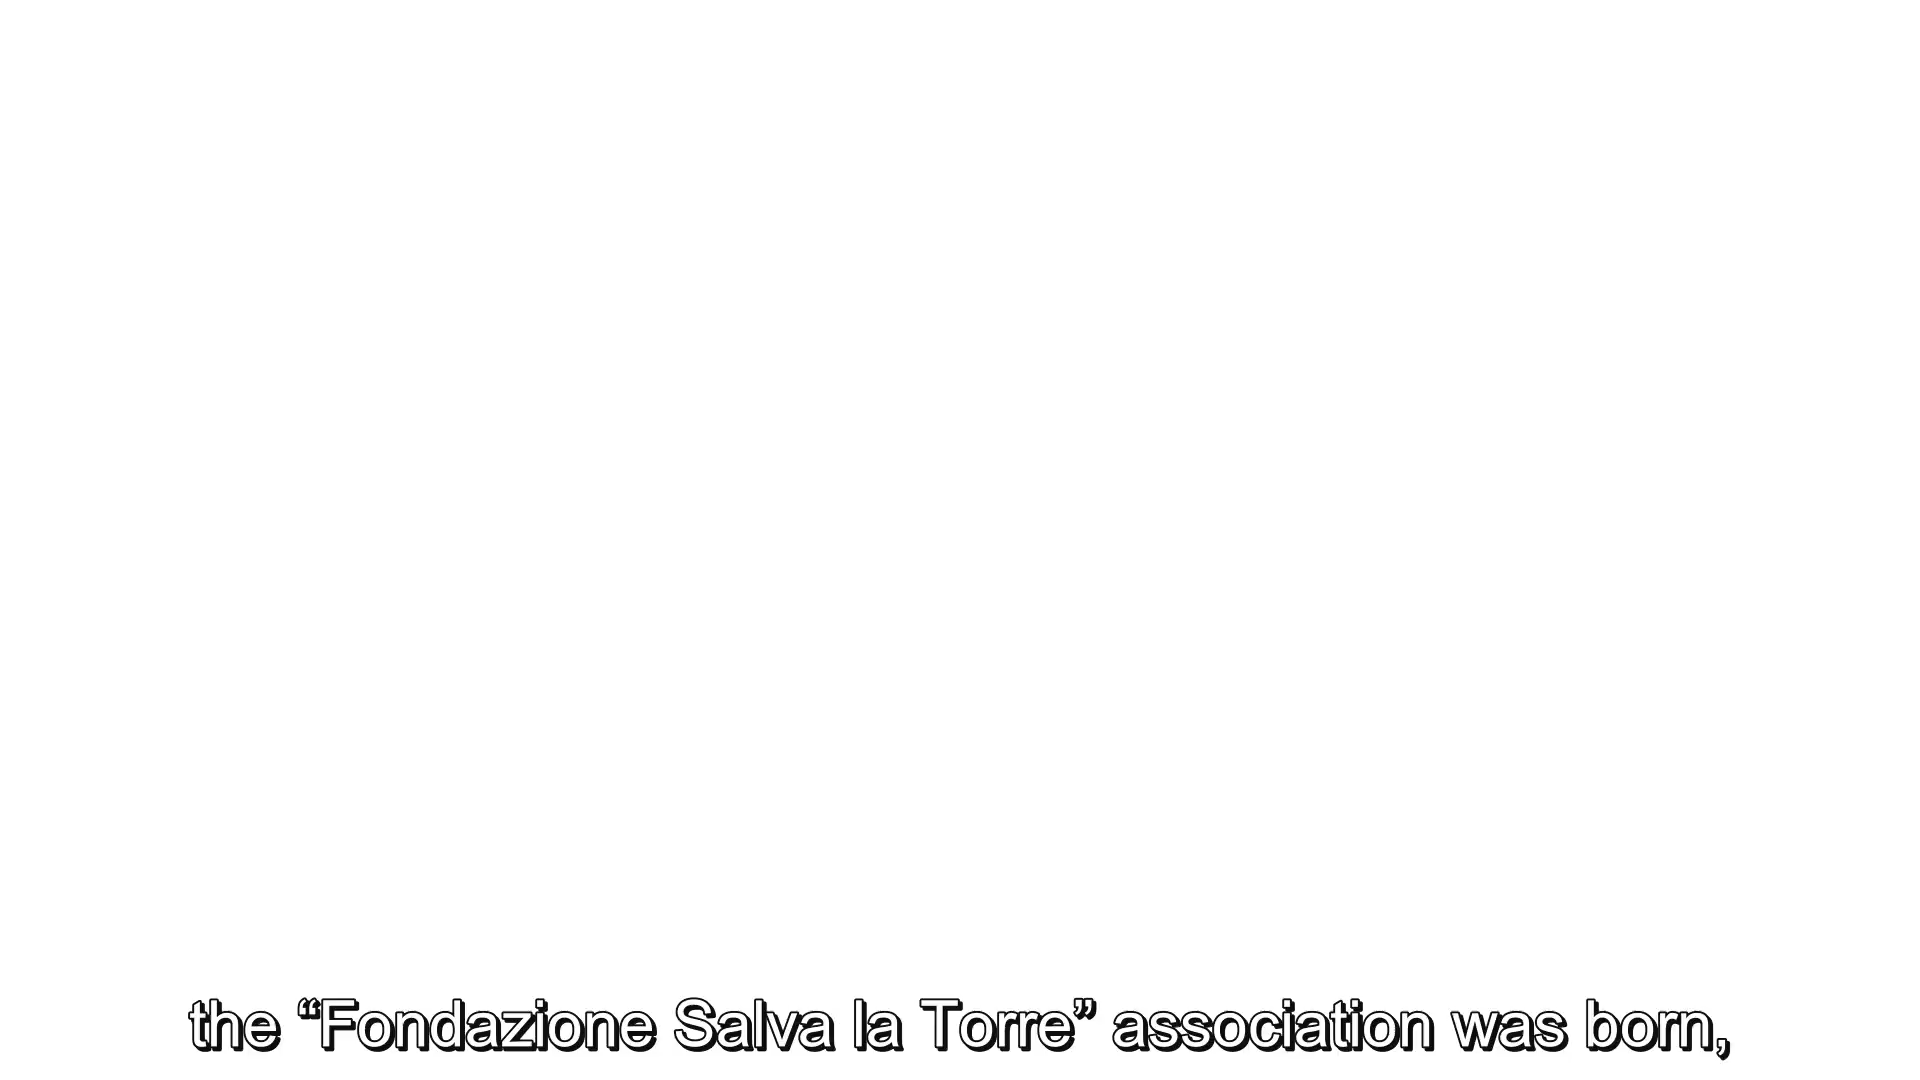 the “Fondazione Salva la Torre” association was born,